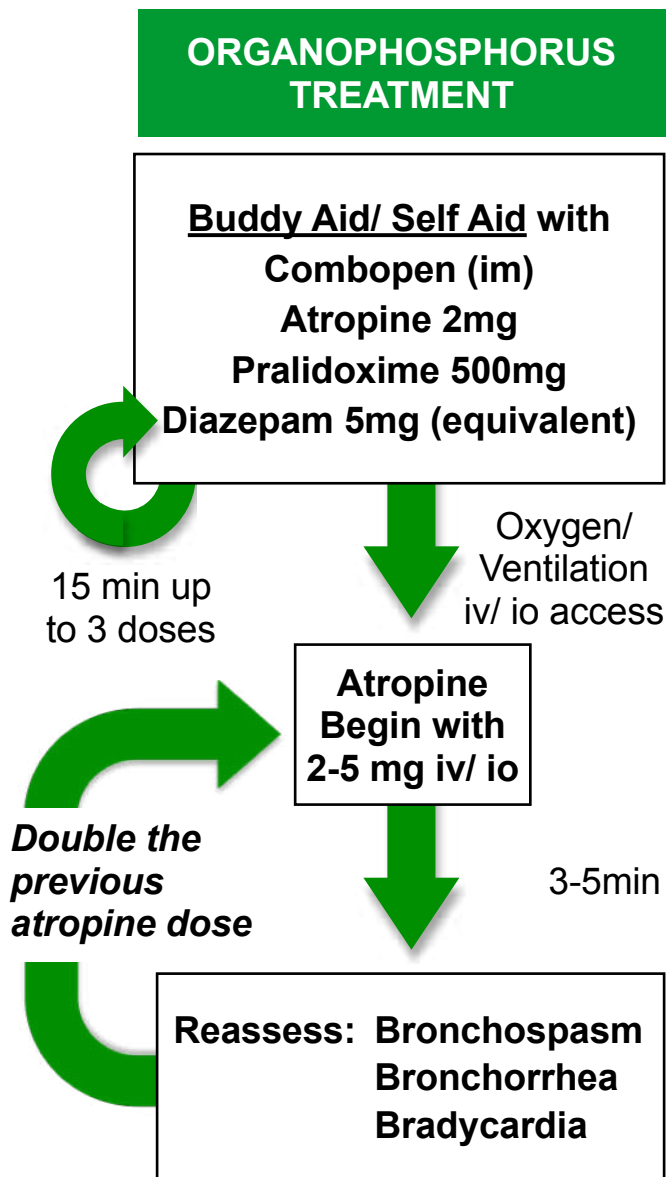 ORGANOPHOSPHORUS
TREATMENT
Buddy Aid/ Self Aid with
Combopen (im)
Atropine 2mg
Pralidoxime 500mg
Diazepam 5mg (equivalent)
15 min up
to 3 doses
Oxygen/
Ventilation
iv/ io access
Atropine
Begin with
2-5 mg iv/ io
Double the
previous
atropine dose
3-5min
Reassess: Bronchospasm
Bronchorrhea
Bradycardia